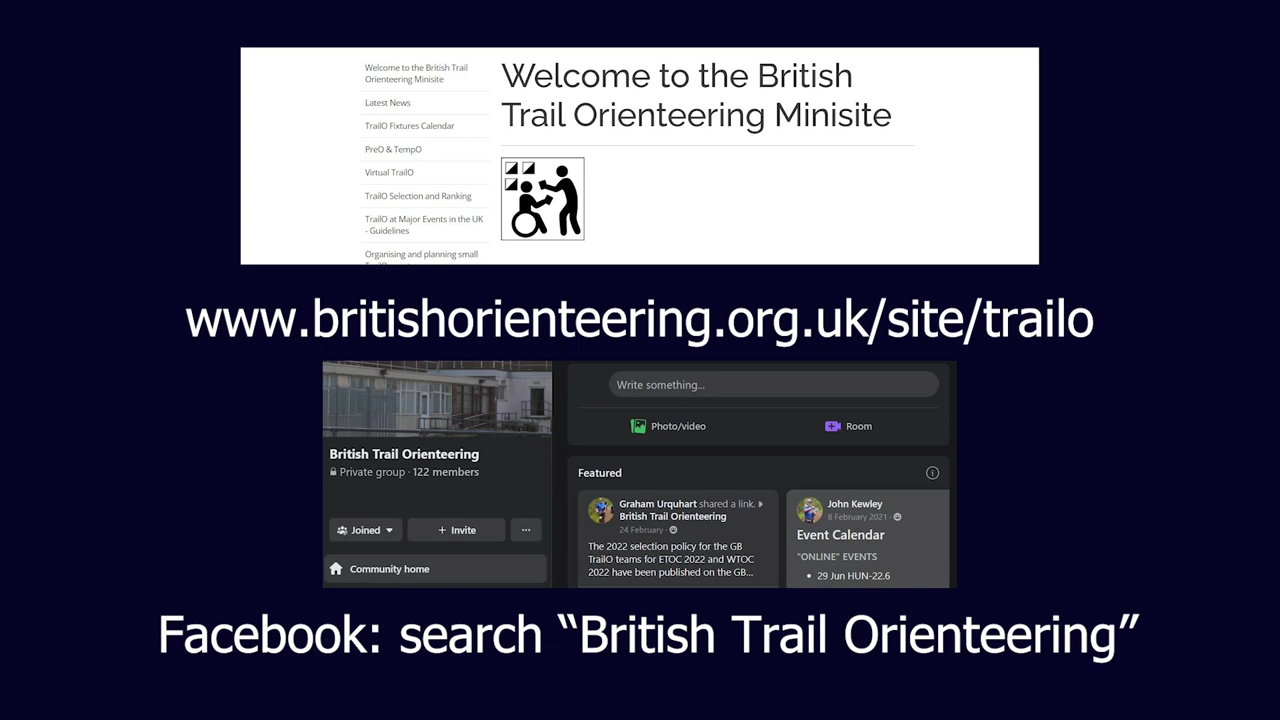 Welcome to the British Trail
Orienteering Minisite
Latest News
TrailO Fixtures Calendar
PreO & TempO
Virtual TrailO
TrailO Selection and Ranking
TrailO at Major Events in the UK
- Guidelines
Organising and planning small
Welcome to the British
Trail Orienteering Minisite
www.britishorienteering.org.uk/site/trailo
British Trail Orienteering
Private group · 122 members
Joined
+ Invite
...
Community home
Write something...
Photo/video
Room
Featured
Graham Urquhart shared a link.
British Trail Orienteering
24 February ·
The 2022 selection policy for the GB
TrailO teams for ETOC 2022 and WTOC
2022 have been published on the GB...
John Kewley
8 February 2021 ·
Event Calendar
"ONLINE" EVENTS
• 29 Jun HUN-22.6
Facebook: search “British Trail Orienteering”